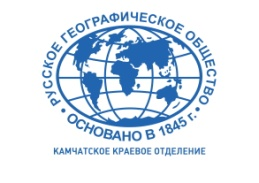 • РУССКОЕ ГЕОГРАФИЧЕСКОЕ ОБЩЕСТВО •
ОСНОВАНО В 1845 г.
КАМЧАТСКОЕ КРАЕВОЕ ОТДЕЛЕНИЕ